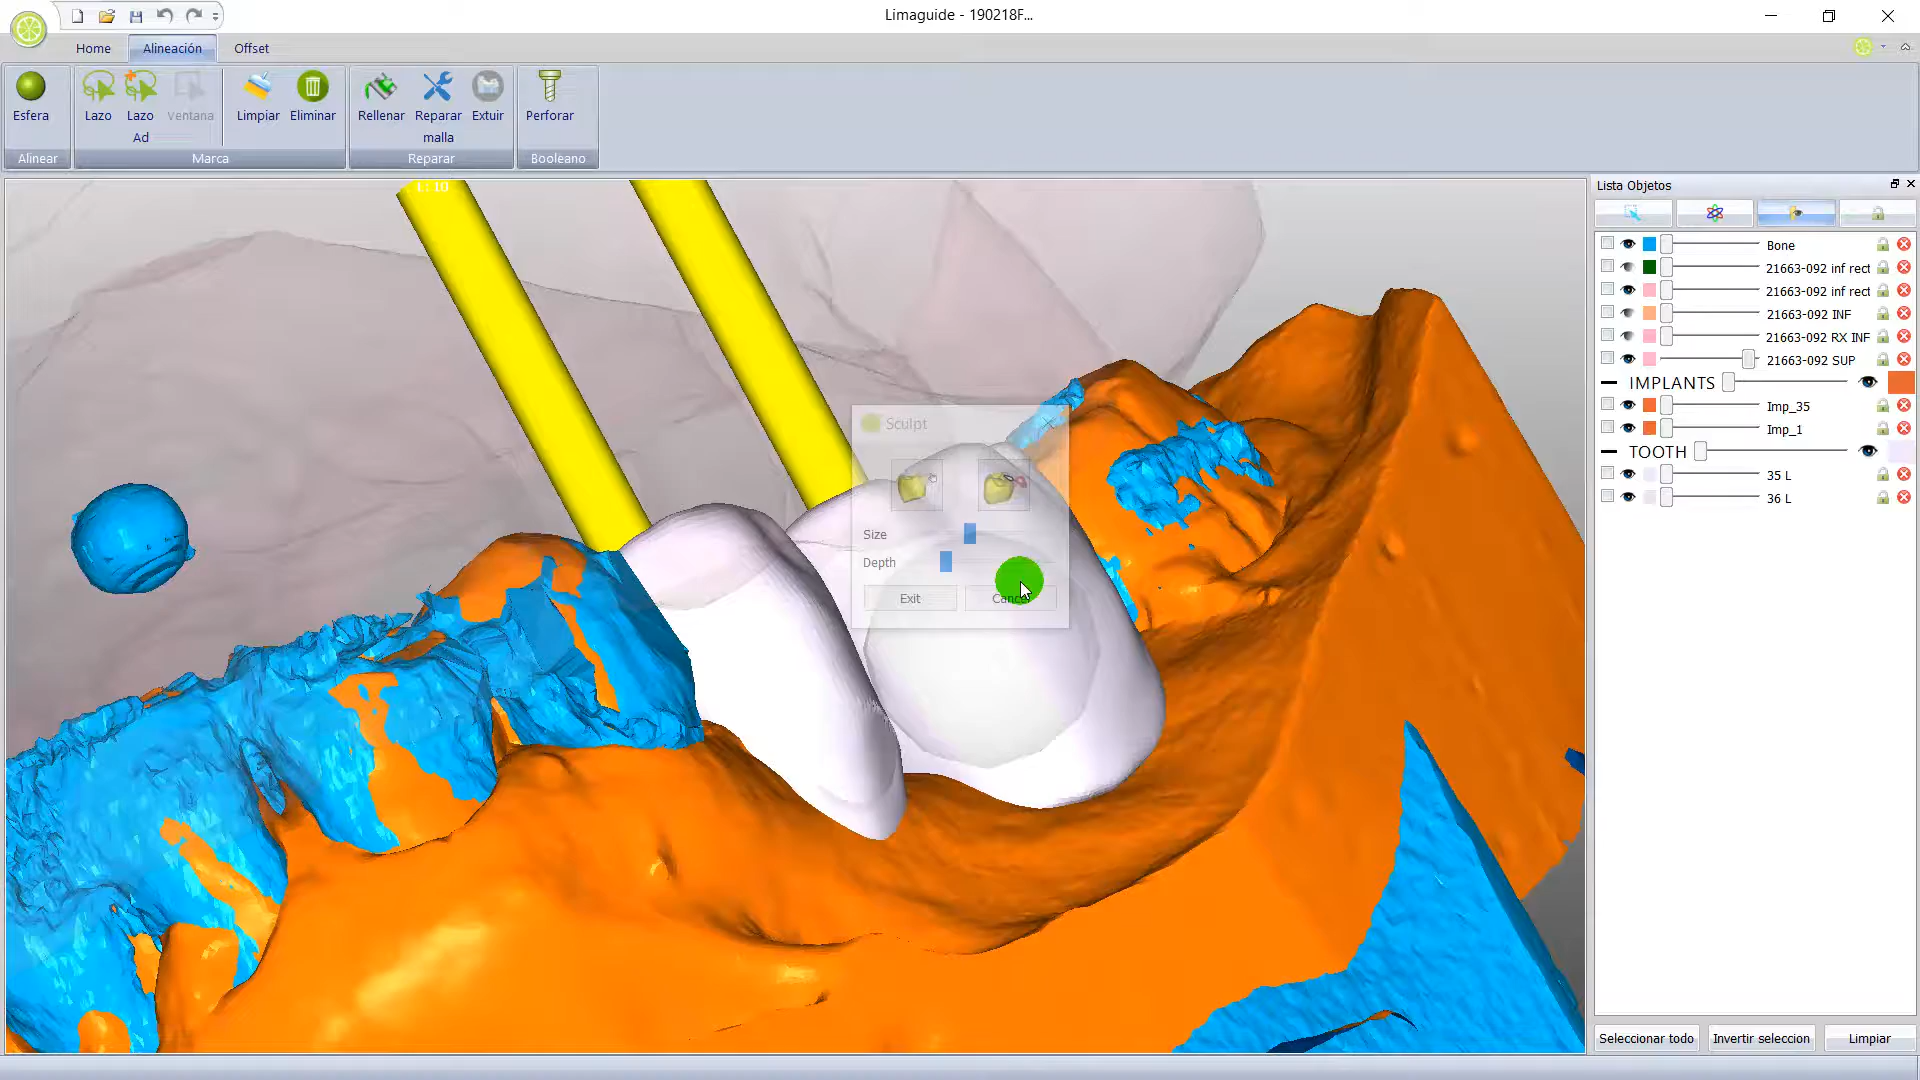 Limaguide - 190218F...
Home
Alineación
Offset
Esfera
Lazo
Lazo
Ad
Ventana
Limpiar
Eliminar
Rellenar
Reparar
malla
Extuir
Perforar
Alinear
Marca
Reparar
Booleano
Lista Objetos
Bone
21663-092 inf rect
21663-092 inf rect
21663-092 INF
21663-092 RX INF
21663-092 SUP
IMPLANTS
Imp_35
Imp_1
TOOTH
35 L
36 L
Sculpt
Size
Depth
Exit
Cancel
Seleccionar todo
Invertir seleccion
Limpiar